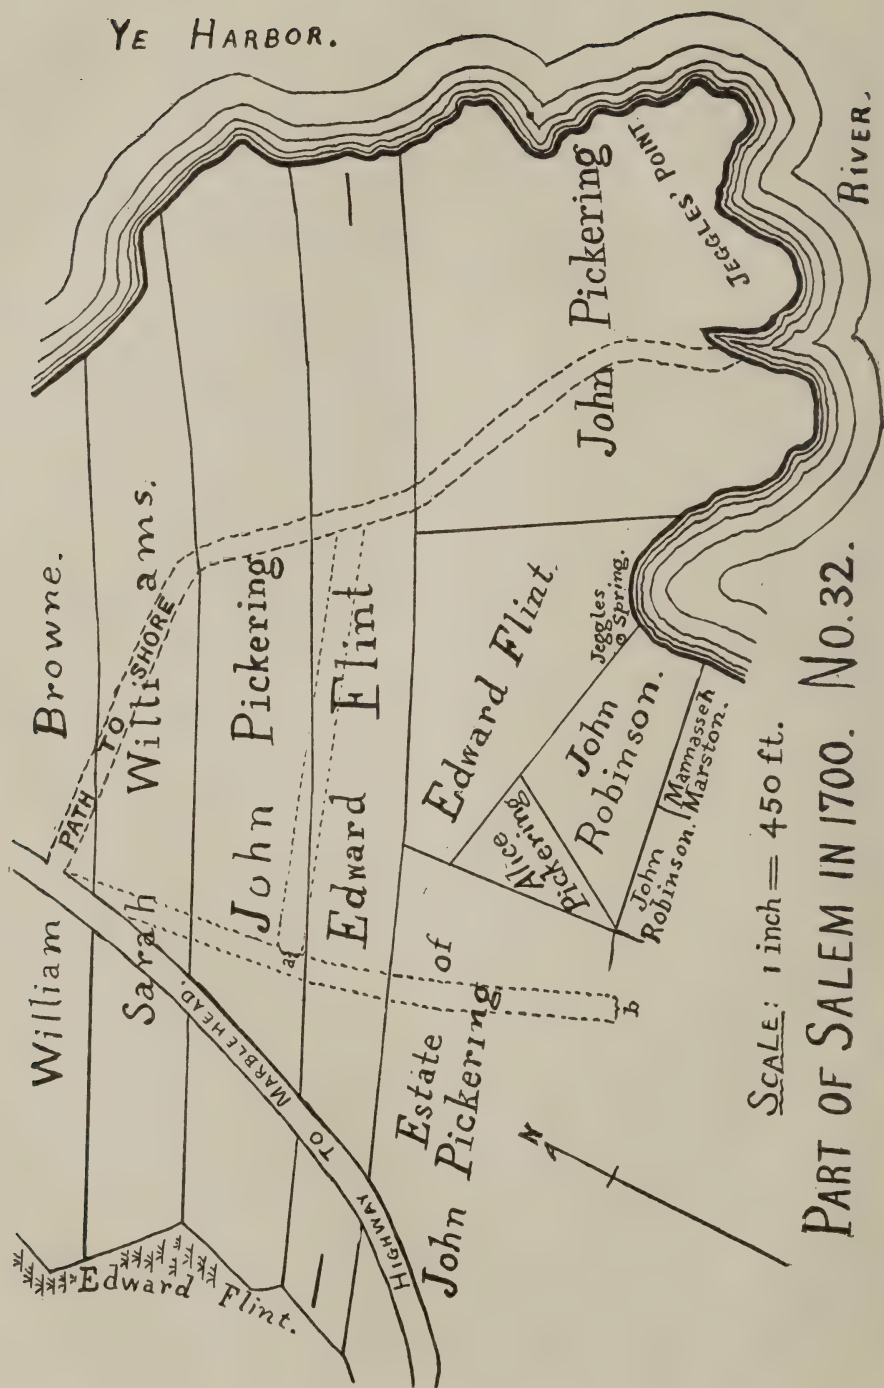 YE HARBOR.
RIVER.
JEGGLES' POINT
John Pickering
William Browne.
PATH TO SHORE
Sarah Williams.
John Pickering
Edward Flint
Edward Flint.
Jeggles
Spring.
John
Robinson.
Alice
Pickering
John
Robinson.
Mannasseh
Marston.
a
b
HIGHWAY TO MARBLEHEAD.
Estate of
John Pickering
Edward Flint.
N
SCALE: 1 inch = 450 ft.
PART OF SALEM IN 1700. No. 32.